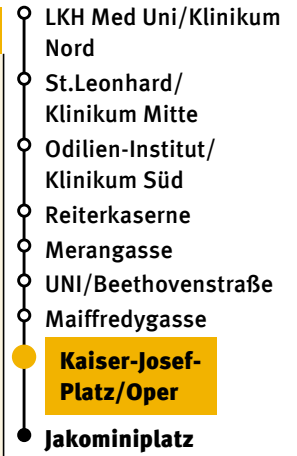 LKH Med Uni/Klinikum
Nord
St.Leonhard/
Klinikum Mitte
Odilien-Institut/
Klinikum Süd
Reiterkaserne
Merangasse
UNI/Beethovenstraße
Maiffredygasse
Kaiser-Josef-
Platz/Oper
Jakominiplatz